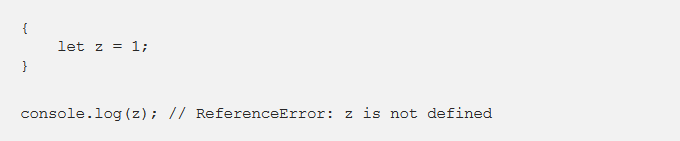 {
    let z = 1;
}

console.log(z); // ReferenceError: z is not defined